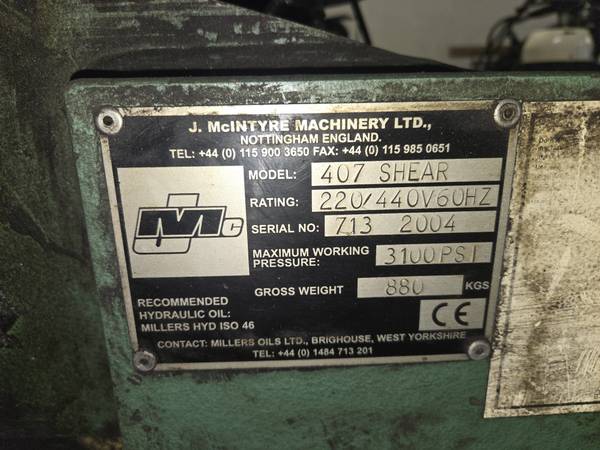 J. McINTYRE MACHINERY LTD.,
NOTTINGHAM ENGLAND.
TEL: +44 (0) 115 900 3650 FAX: +44 (0) 115 985 0651
MODEL: 407 SHEAR
RATING: 220/440V60HZ
SERIAL NO: 713 2004
MAXIMUM WORKING PRESSURE: 3100PSI
GROSS WEIGHT 880 KGS
JMc
RECOMMENDED
HYDRAULIC OIL:
MILLERS HYD ISO 46
CE
CONTACT: MILLERS OILS LTD., BRIGHOUSE, WEST YORKSHIRE
TEL: +44 (0) 1484 713 201